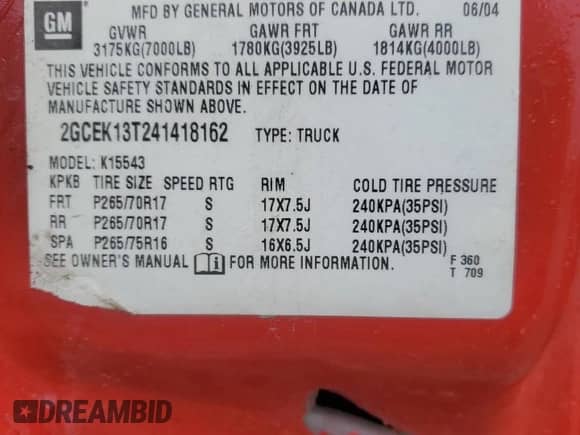 GM
MFD BY GENERAL MOTORS OF CANADA LTD. 06/04
GVWR GAWR FRT GAWR RR
3175KG(7000LB) 1780KG(3925LB) 1814KG(4000LB)
THIS VEHICLE CONFORMS TO ALL APPLICABLE U.S. FEDERAL MOTOR
VEHICLE SAFETY STANDARDS IN EFFECT ON THE DATE OF
MANUFACTURE SHOWN ABOVE.
2GCEK13T241418162 TYPE: TRUCK
MODEL: K15543
KPKB TIRE SIZE SPEED RTG RIM COLD TIRE PRESSURE
FRT P265/70R17 S 17X7.5J 240KPA(35PSI)
RR P265/70R17 S 17X7.5J 240KPA(35PSI)
SPA P265/75R16 S 16X6.5J 240KPA(35PSI)
SEE OWNER'S MANUAL i FOR MORE INFORMATION. F 360
T 709
DREAMBID